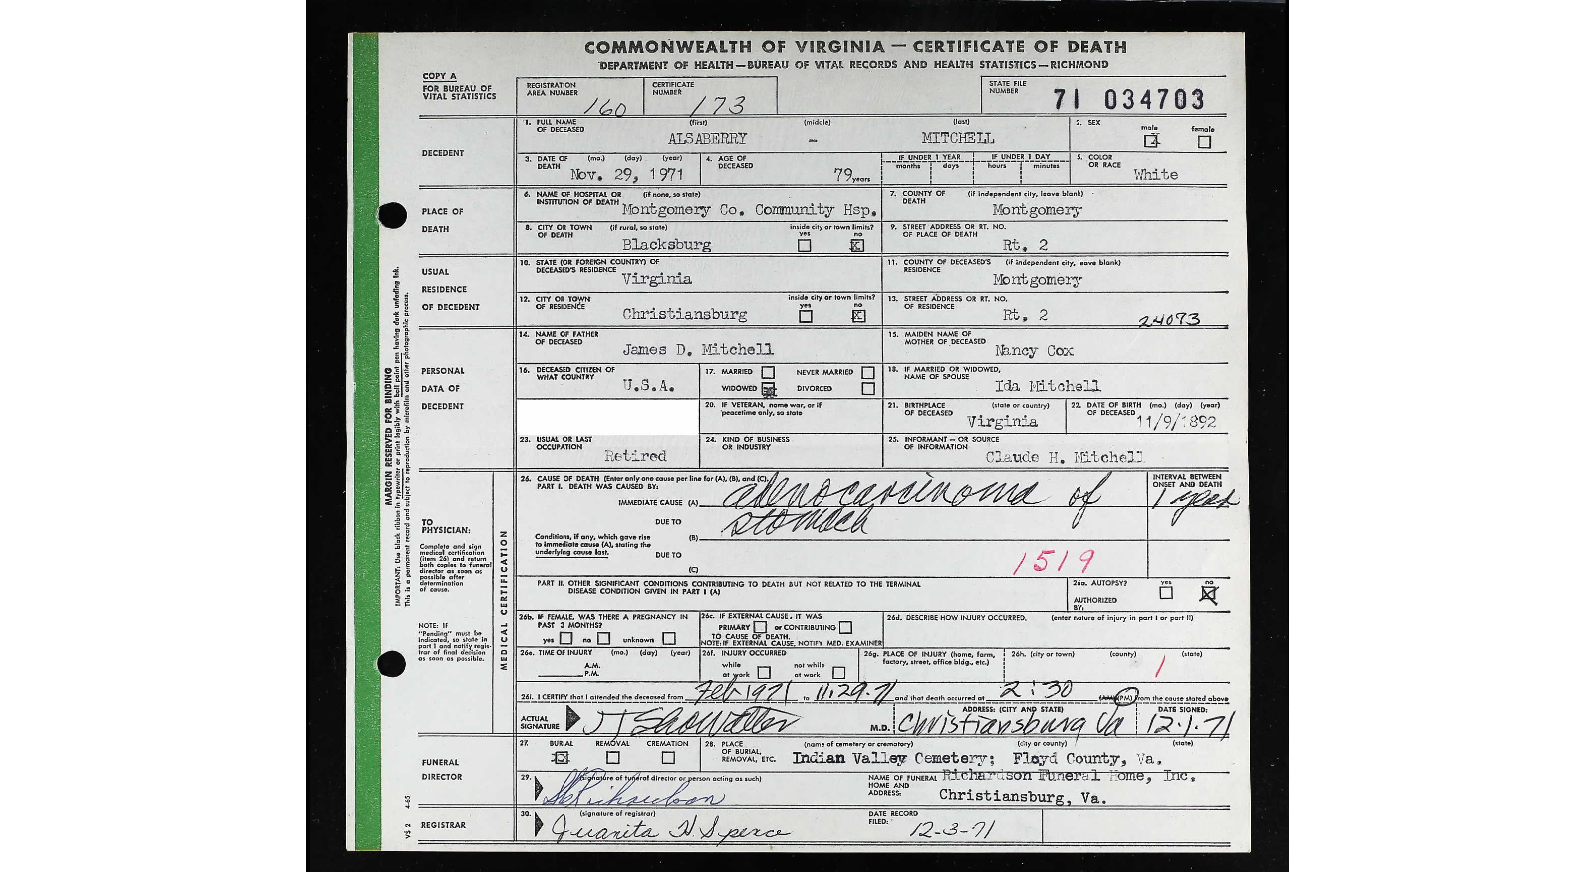 COMMONWEALTH OF VIRGINIA — CERTIFICATE OF DEATH
DEPARTMENT OF HEALTH—BUREAU OF VITAL RECORDS AND HEALTH STATISTICS—RICHMOND
COPY A
FOR BUREAU OF
VITAL STATISTICS
REGISTRATON
AREA NUMBER 160
CERTIFICATE
NUMBER 173
STATE FILE
NUMBER 71 034703
DECEDENT
1. FULL NAME (first) (middle) (last)
OF DECEASED ALSABERRY - MITCHELL
2. SEX male female
X
3. DATE OF (mo.) (day) (year)
DEATH Nov. 29, 1971
4. AGE OF
DECEASED 79 years
IF UNDER 1 YEAR IF UNDER 1 DAY
months days hours minutes
5. COLOR
OR RACE White
PLACE OF
DEATH
6. NAME OF HOSPITAL OR (if none, so state)
INSTITUTION OF DEATH Montgomery Co. Community Hsp.
7. COUNTY OF (if independent city, leave blank)
DEATH Montgomery
8. CITY OR TOWN (if rural, so state) inside city or town limits?
OF DEATH yes no
Blacksburg X
9. STREET ADDRESS OR RT. NO.
OF PLACE OF DEATH
Rt. 2
USUAL
RESIDENCE
OF DECEDENT
10. STATE (OR FOREIGN COUNTRY) OF
DECEASED'S RESIDENCE
Virginia
11. COUNTY OF DECEASED'S (if independent city, eave blank)
RESIDENCE
Montgomery
12. CITY OR TOWN inside city or town limits?
OF RESIDENCE yes no
Christiansburg X
13. STREET ADDRESS OR RT. NO.
OF RESIDENCE
Rt. 2 24073
PERSONAL
DATA OF
DECEDENT
14. NAME OF FATHER
OF DECEASED
James D. Mitchell
15. MAIDEN NAME OF
MOTHER OF DECEASED
Nancy Cox
16. DECEASED CITIZEN OF
WHAT COUNTRY
U.S.A.
17. MARRIED NEVER MARRIED
WIDOWED DIVORCED
18. IF MARRIED OR WIDOWED,
NAME OF SPOUSE
Ida Mitchell
20. IF VETERAN, name war, or if
peacetime only, so state
21. BIRTHPLACE (state or country)
OF DECEASED
Virginia
22. DATE OF BIRTH (mo.) (day) (year)
OF DECEASED 11/9/1892
23. USUAL OR LAST
OCCUPATION
Retired
24. KIND OF BUSINESS
OR INDUSTRY
25. INFORMANT – OR SOURCE
OF INFORMATION
Claude H. Mitchell
MARGIN RESERVED FOR BINDING
IMPORTANT: Use black ribbon in typewriter or print legibly with ball point pen having dark unfading ink.
This is a permanent record and subject to reproduction by microfilm and other photographic process.
MEDICAL CERTIFICATION
TO
PHYSICIAN:
Complete and sign
medical certification
(item 26) and return
both copies to funeral
director as soon as
possible after
determination
of cause.
NOTE: IF
"Pending" must be
indicated, so state in
part I and notify regis-
trar of final decision
as soon as possible.
26. CAUSE OF DEATH (Enter only one cause per line for (A), (B), and (C).
PART I. DEATH WAS CAUSED BY:
IMMEDIATE CAUSE (A) adenocarcinoma of
INTERVAL BETWEEN
ONSET AND DEATH
1 year
DUE TO stomach
Conditions, if any, which gave rise
to immediate cause (A), stating the (B)
underlying cause last. DUE TO
(C)
1519
PART II. OTHER SIGNIFICANT CONDITIONS CONTRIBUTING TO DEATH BUT NOT RELATED TO THE TERMINAL
DISEASE CONDITION GIVEN IN PART I (A)
26a. AUTOPSY? yes no
AUTHORIZED X
BY:
26b. IF FEMALE, WAS THERE A PREGNANCY IN
PAST 3 MONTHS?
yes no unknown
26c. IF EXTERNAL CAUSE, IT WAS
PRIMARY or CONTRIBUTING
TO CAUSE OF DEATH.
NOTE: IF EXTERNAL CAUSE, NOTIFY MED. EXAMINER
26d. DESCRIBE HOW INJURY OCCURRED. (enter nature of injury in part I or part II)
26e. TIME OF INJURY (mo.) (day) (year)
A.M.
P.M.
26f. INJURY OCCURRED
while not while
at work at work
26g. PLACE OF INJURY (home, farm,
factory, street, office bldg., etc.)
26h. (city or town) (county) (state)
1
26i. I CERTIFY that I attended the deceased from Feb 1971 to 11-29-71 and that death occurred at 2:30 (AM) (PM) from the cause stated above
ACTUAL
SIGNATURE J T Showalter M.D.
ADDRESS: (CITY AND STATE)
Christiansburg Va
DATE SIGNED:
12-1-71
FUNERAL
DIRECTOR
27. BURAL REMOVAL CREMATION
X
28. PLACE (name of cemetery or crematory) (city or county) (state)
OF BURIAL,
REMOVAL, ETC. Indian Valley Cemetery; Floyd County, Va.
29. (signature of funeral director or person acting as such)
Richardson
NAME OF FUNERAL Richardson Funeral Home, Inc.
HOME AND
ADDRESS: Christiansburg, Va.
REGISTRAR
30. (signature of registrar)
Juanita H Spence
DATE RECORD
FILED: 12-3-71
VS 2 4-65